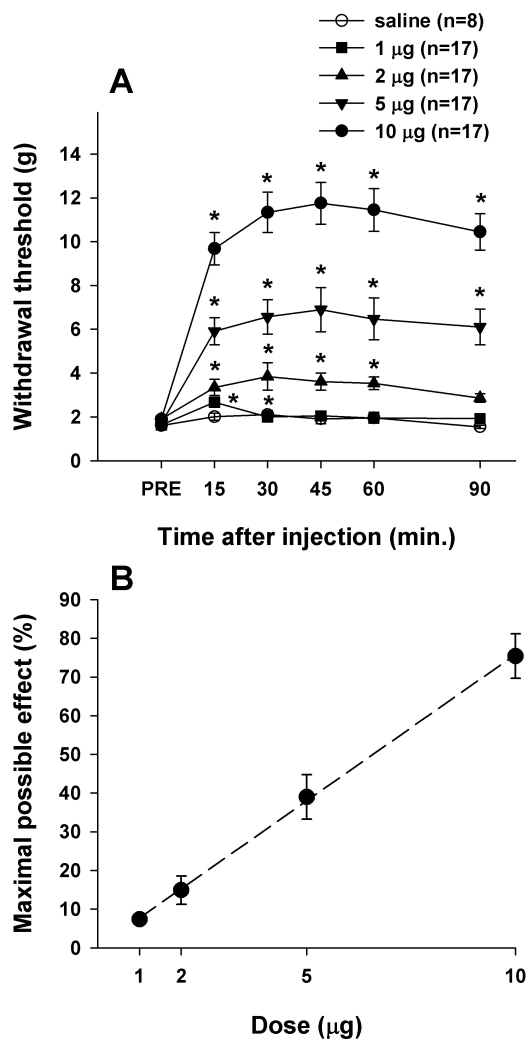 saline (n=8)
1 μg (n=17)
2 μg (n=17)
5 μg (n=17)
10 μg (n=17)
A
Withdrawal threshold (g)
14
12
10
8
6
4
2
0
* * * * *
* * * * *
* * * *
* *
PRE 15 30 45 60 90
Time after injection (min.)
B
Maximal possible effect (%)
90
80
70
60
50
40
30
20
10
0
1 2 5 10
Dose (μg)